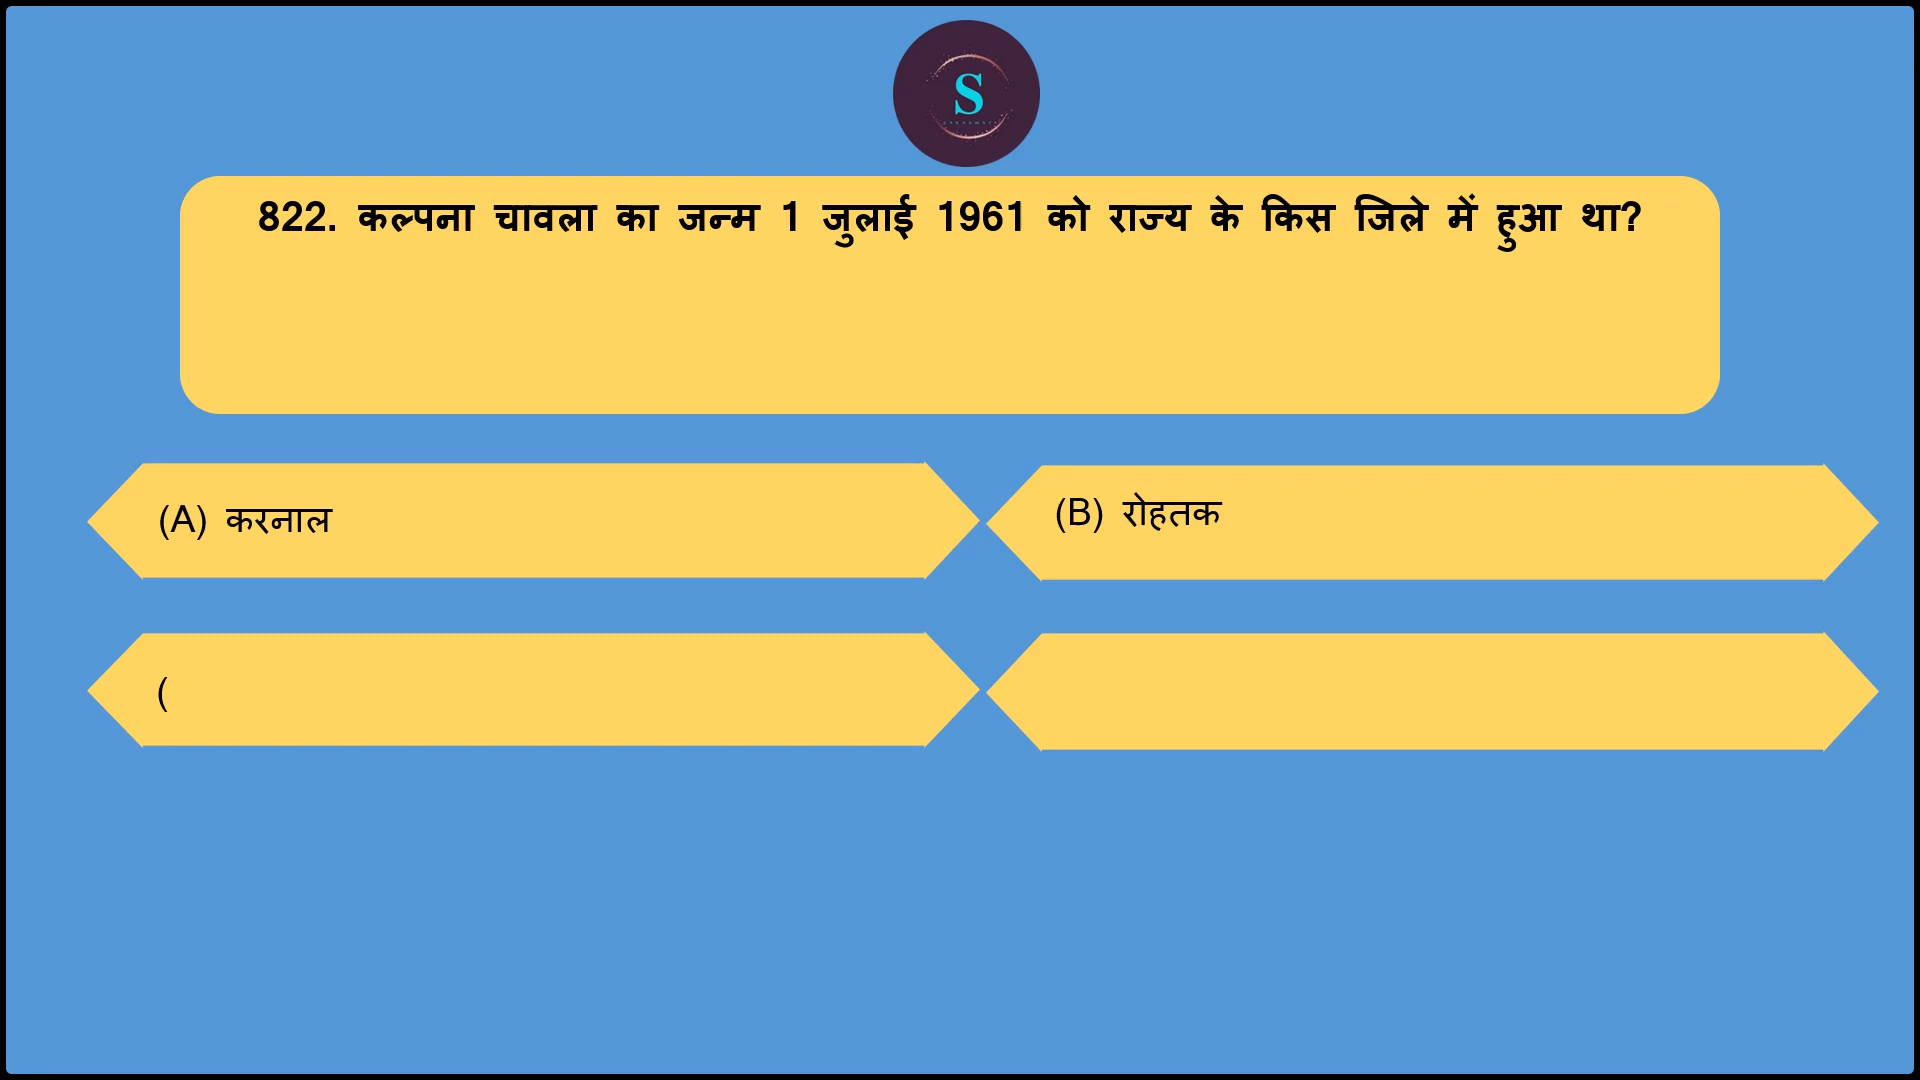 S
822. कल्पना चावला का जन्म 1 जुलाई 1961 को राज्य के किस जिले में हुआ था?
(A) करनाल
(B) रोहतक
(